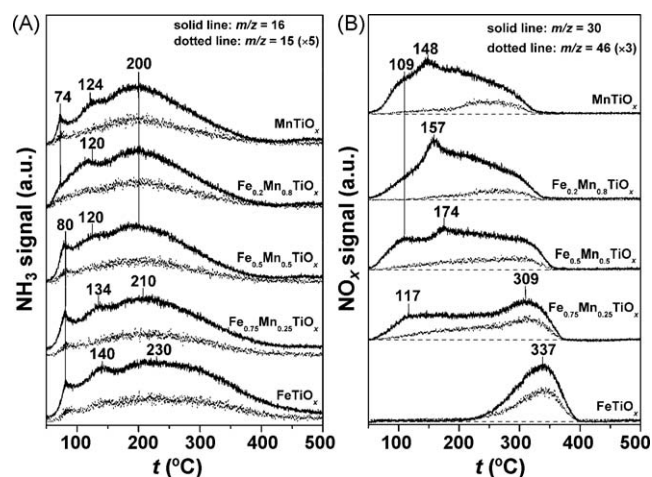 (A)
solid line: m/z = 16
dotted line: m/z = 15 (×5)
200
124
74
MnTiOₓ
120
Fe₀.₂Mn₀.₈TiOₓ
80
120
Fe₀.₅Mn₀.₅TiOₓ
134
210
Fe₀.₇₅Mn₀.₂₅TiOₓ
140
230
FeTiOₓ
NH₃ signal (a.u.)
100 200 300 400 500
t (ºC)
(B)
solid line: m/z = 30
dotted line: m/z = 46 (×3)
109
148
MnTiOₓ
157
Fe₀.₂Mn₀.₈TiOₓ
174
Fe₀.₅Mn₀.₅TiOₓ
309
117
Fe₀.₇₅Mn₀.₂₅TiOₓ
337
FeTiOₓ
NOₓ signal (a.u.)
100 200 300 400 500
t (ºC)